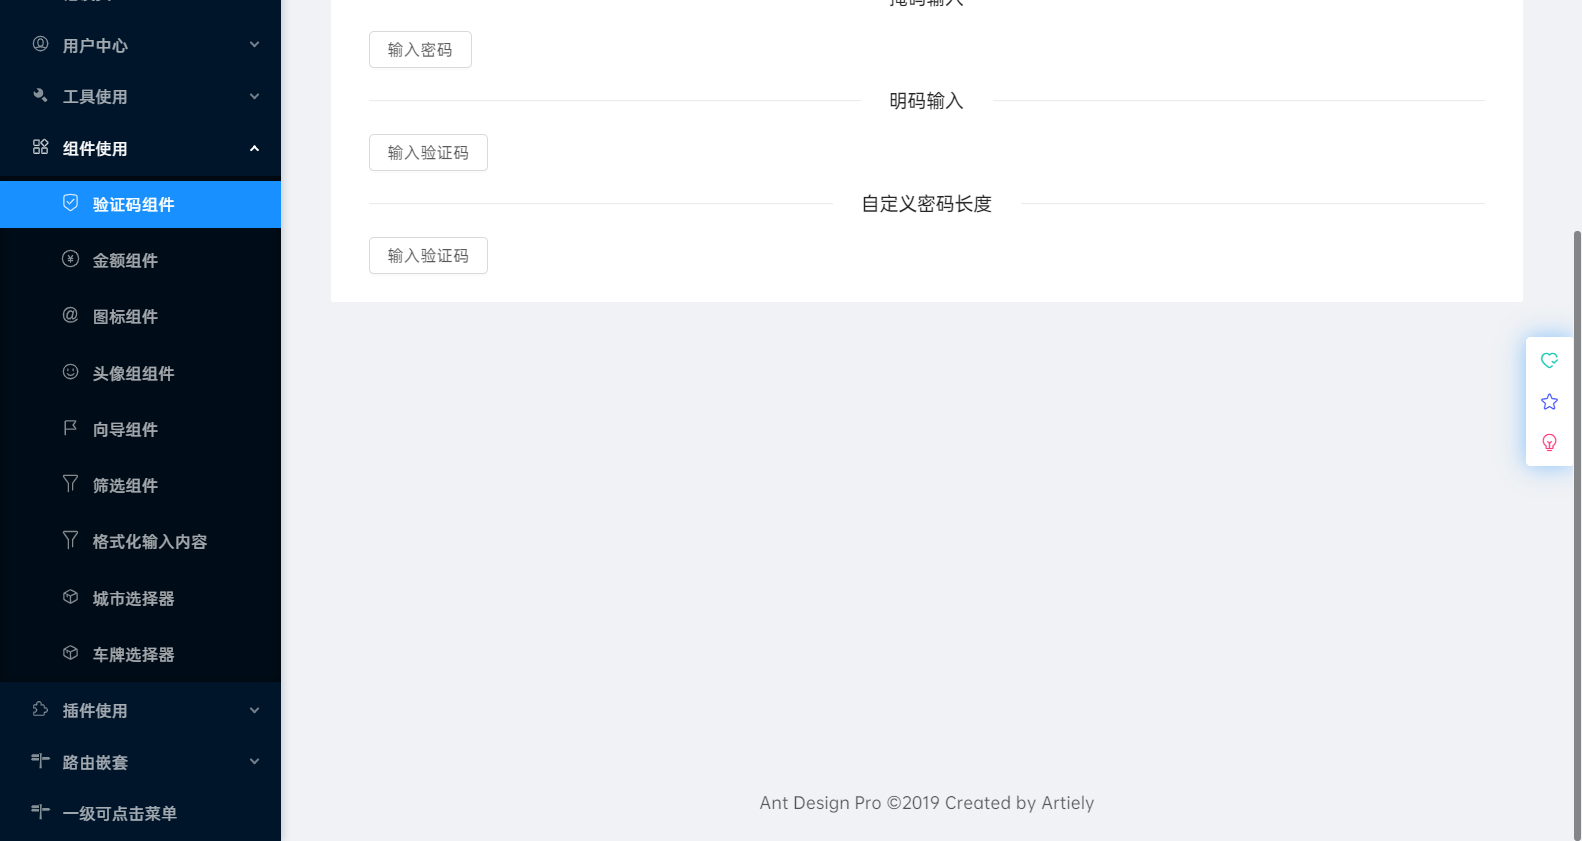 用户中心
工具使用
组件使用
验证码组件
金额组件
图标组件
头像组组件
向导组件
筛选组件
格式化输入内容
城市选择器
车牌选择器
插件使用
路由嵌套
一级可点击菜单
掩码输入
输入密码
明码输入
输入验证码
自定义密码长度
输入验证码
Ant Design Pro ©2019 Created by Artiely